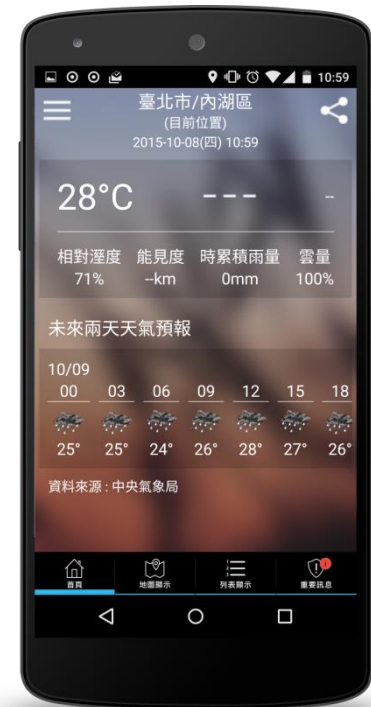 10:59
臺北市/內湖區
(目前位置)
2015-10-08(四) 10:59
28°C --- --
相對溼度 能見度 時累積雨量 雲量
71% --km 0mm 100%
未來兩天天氣預報
10/09
00 03 06 09 12 15 18
25° 25° 24° 26° 28° 27° 26°
資料來源 : 中央氣象局
首頁 地圖顯示 列表顯示 重要訊息